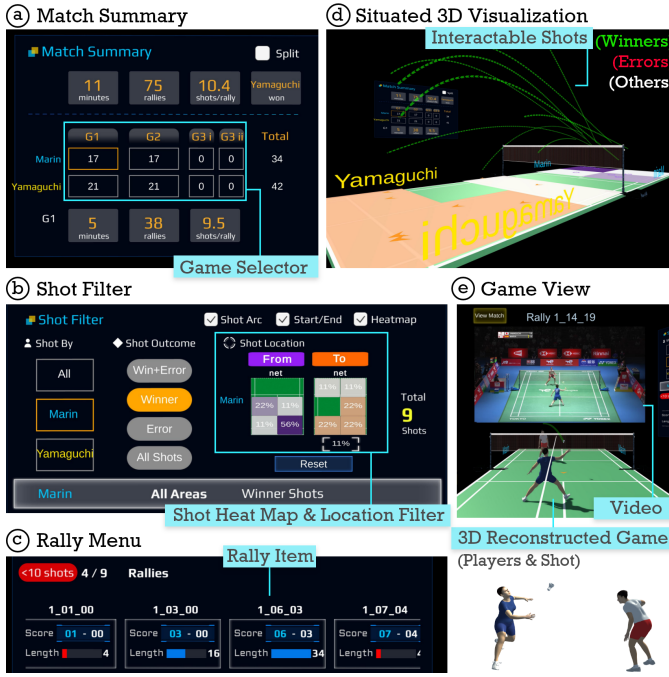 a Match Summary
Match Summary
Split
11 minutes
75 rallies
10.4 shots/rally
Yamaguchi won
G1 G2 G3 i G3 ii Total
Marin 17 17 0 0 34
Yamaguchi 21 21 0 0 42
G1
5 minutes
38 rallies
9.5 shots/rally
Game Selector
d Situated 3D Visualization
Interactable Shots
(Winners
(Errors)
(Others)
Match Summary
Marin
Yamaguchi
yamaguchi
yamaguchi
b Shot Filter
Shot Filter
Shot Arc
Start/End
Heatmap
Shot By
Shot Outcome
Shot Location
All
Marin
Yamaguchi
Win+Error
Winner
Error
All Shots
From To
net net
Marin
11% 11%
22% 11% 22%
11% 56% 22% 22%
11%
Total
9
Shots
Reset
Marin All Areas Winner Shots
Shot Heat Map & Location Filter
e Game View
View Match
Rally 1_14_19
Video
3D Reconstructed Game
(Players & Shot)
c Rally Menu
Rally Item
<10 shots 4 / 9 Rallies
1_01_00 1_03_00 1_06_03 1_07_04
Score 01 - 00 Score 03 - 00 Score 06 - 03 Score 07 - 04
Length 4 Length 16 Length 34 Length